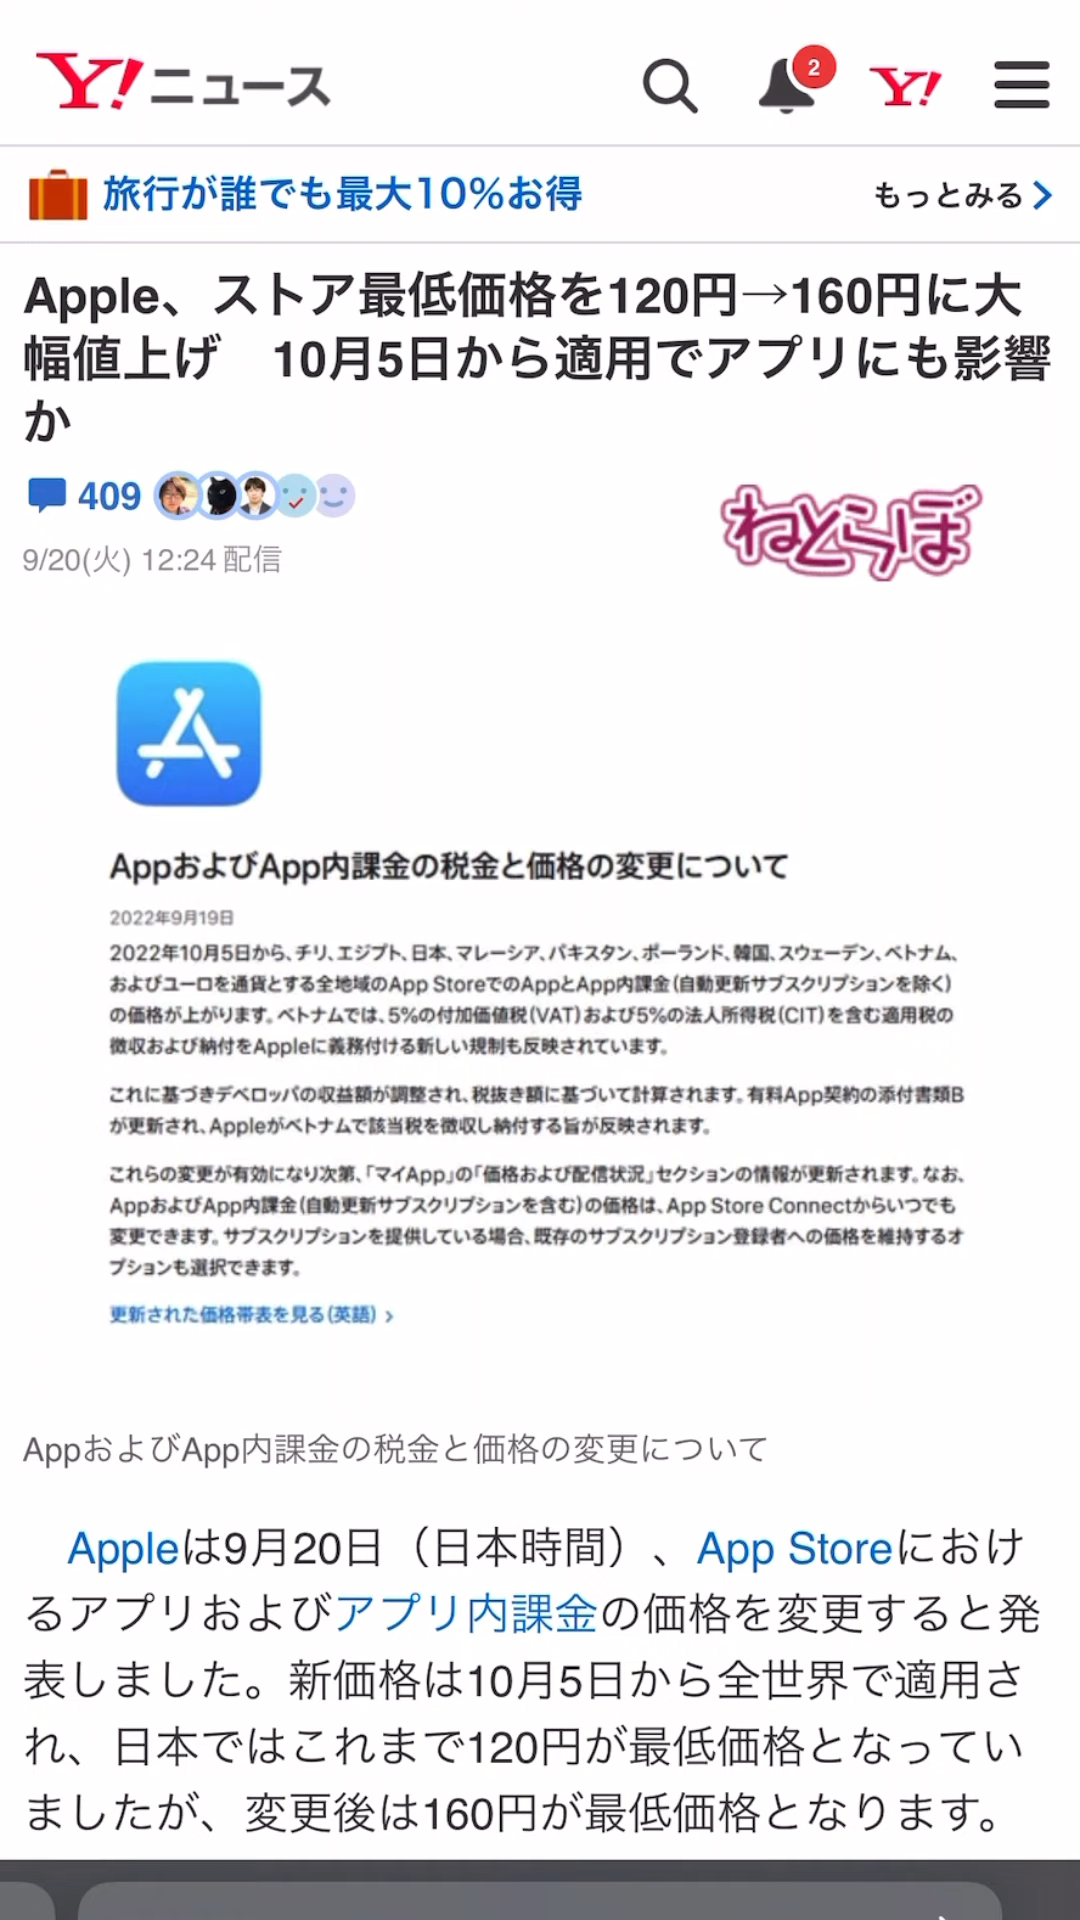 Y!ニュース
2
Y!
旅行が誰でも最大10%お得
もっとみる
Apple、ストア最低価格を120円→160円に大
幅値上げ　10月5日から適用でアプリにも影響
か
409
9/20(火) 12:24 配信
ねとらぼ
AppおよびApp内課金の税金と価格の変更について
2022年9月19日
2022年10月5日から、チリ、エジプト、日本、マレーシア、パキスタン、ポーランド、韓国、スウェーデン、ベトナム、
およびユーロを通貨とする全地域のApp StoreでのAppとApp内課金(自動更新サブスクリプションを除く)
の価格が上がります。ベトナムでは、5%の付加価値税(VAT)および5%の法人所得税(CIT)を含む適用税の
徴収および納付をAppleに義務付ける新しい規制も反映されています。
これに基づきデベロッパの収益額が調整され、税抜き額に基づいて計算されます。有料App契約の添付書類B
が更新され、Appleがベトナムで該当税を徴収し納付する旨が反映されます。
これらの変更が有効になり次第、「マイApp」の「価格および配信状況」セクションの情報が更新されます。なお、
AppおよびApp内課金(自動更新サブスクリプションを含む)の価格は、App Store Connectからいつでも
変更できます。サブスクリプションを提供している場合、既存のサブスクリプション登録者への価格を維持するオ
プションも選択できます。
更新された価格帯表を見る(英語) >
AppおよびApp内課金の税金と価格の変更について
　Appleは9月20日（日本時間）、App Storeにおけ
るアプリおよびアプリ内課金の価格を変更すると発
表しました。新価格は10月5日から全世界で適用さ
れ、日本ではこれまで120円が最低価格となってい
ましたが、変更後は160円が最低価格となります。